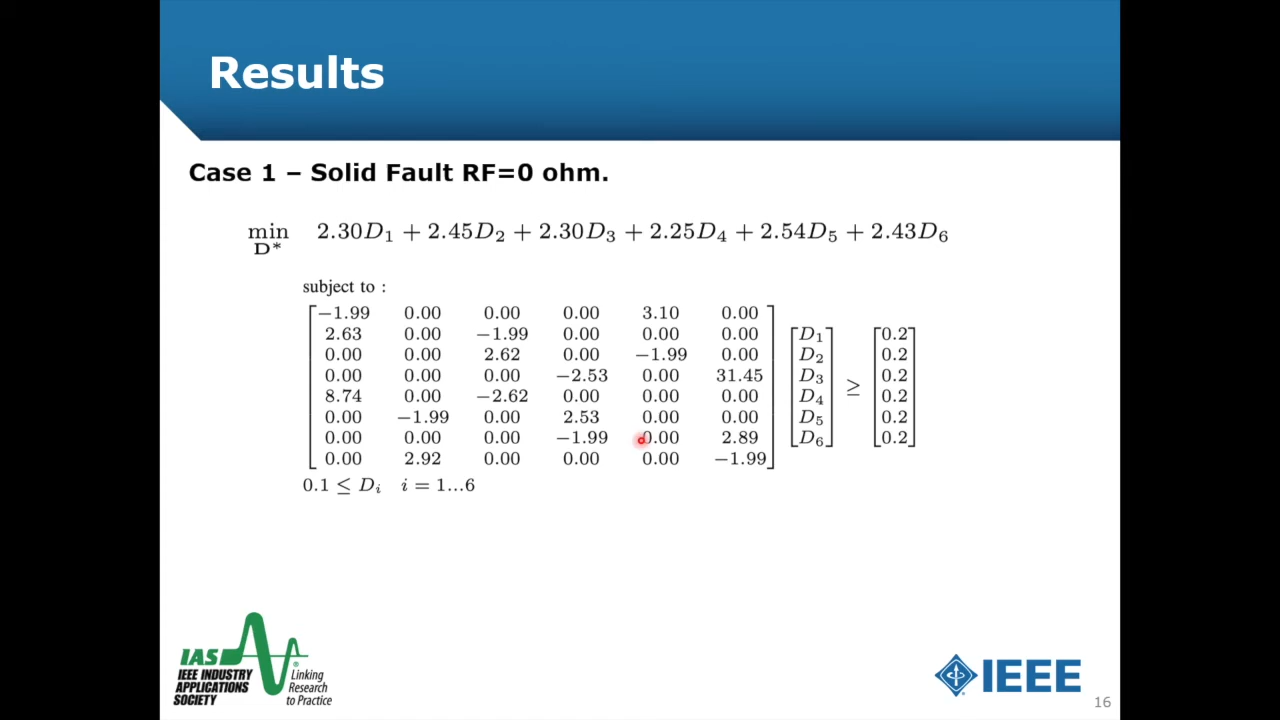 Results
Case 1 – Solid Fault RF=0 ohm.
min 2.30D₁ + 2.45D₂ + 2.30D₃ + 2.25D₄ + 2.54D₅ + 2.43D₆
D*
subject to :
−1.99 0.00 0.00 0.00 3.10 0.00
2.63 0.00 −1.99 0.00 0.00 0.00 D₁ 0.2
0.00 0.00 2.62 0.00 −1.99 0.00 D₂ 0.2
0.00 0.00 0.00 −2.53 0.00 31.45 D₃ 0.2
8.74 0.00 −2.62 0.00 0.00 0.00 D₄ ≥ 0.2
0.00 −1.99 0.00 2.53 0.00 0.00 D₅ 0.2
0.00 0.00 0.00 −1.99 0.00 2.89 D₆ 0.2
0.00 2.92 0.00 0.00 0.00 −1.99
0.1 ≤ Dᵢ i = 1...6
IAS
IEEE INDUSTRY
APPLICATIONS
SOCIETY
®
Linking
Research
to Practice
IEEE
16